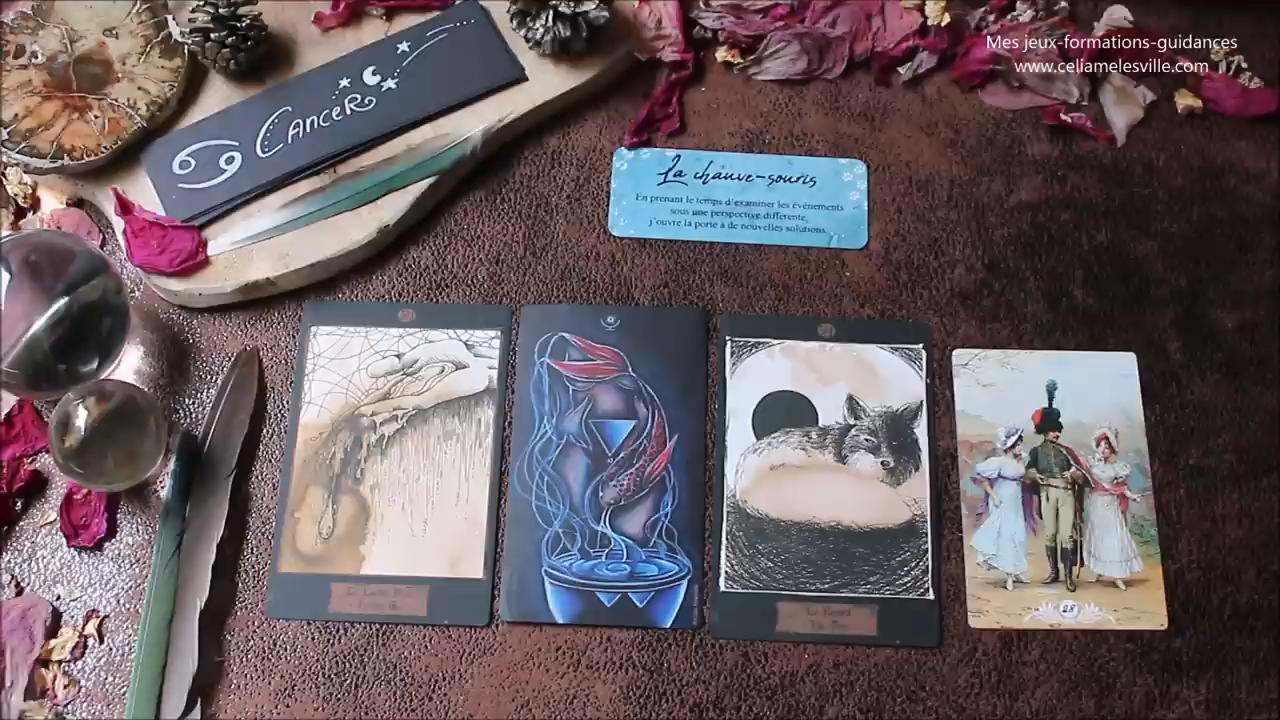 Mes jeux-formations-guidances
www.celiamelesville.com
Cancer
La chauve-souris
En prenant le temps d'examiner les événements
sous une perspective différente,
j'ouvre la porte à de nouvelles solutions.
28